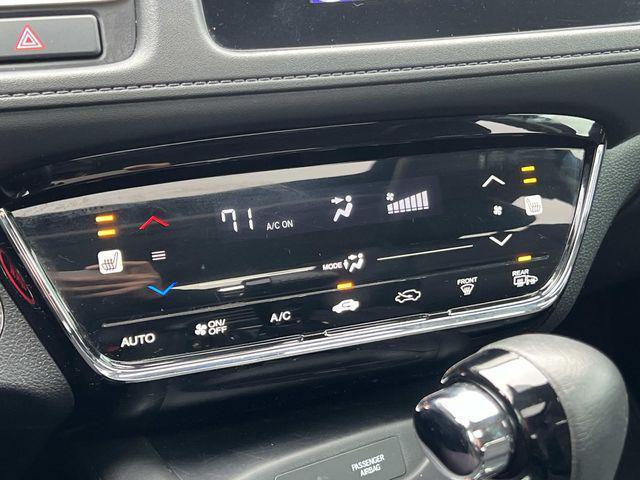 71
A/C ON
MODE
AUTO
ON/
OFF
A/C
FRONT
REAR
PASSENGER
AIRBAG